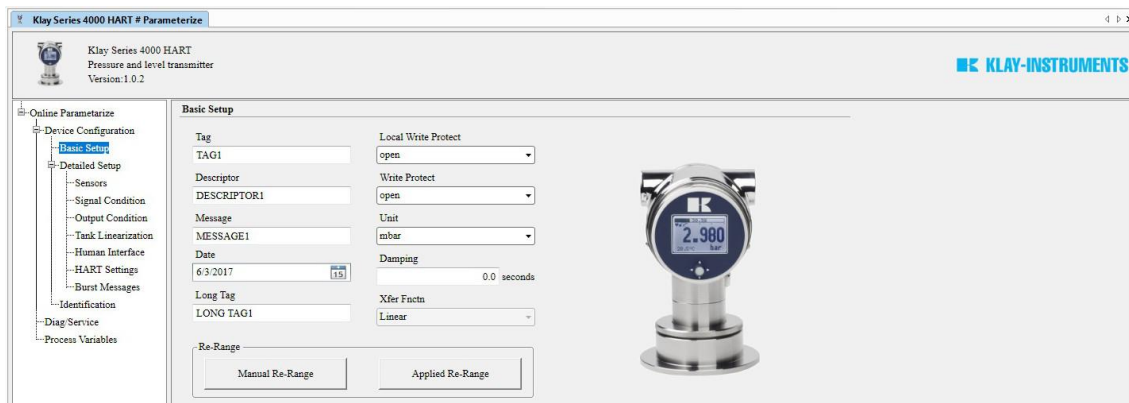 Klay Series 4000 HART # Parameterize
Klay Series 4000 HART
Pressure and level transmitter
Version:1.0.2
KLAY-INSTRUMENTS
Online Parametarize
Device Configuration
Basic Setup
Detailed Setup
Sensors
Signal Condition
Output Condition
Tank Linearization
Human Interface
HART Settings
Burst Messages
Identification
Diag/Service
Process Variables
Basic Setup
Tag
TAG1
Descriptor
DESCRIPTOR1
Message
MESSAGE1
Date
6/3/2017
15
Long Tag
LONG TAG1
Local Write Protect
open
Write Protect
open
Unit
mbar
Damping
0.0 seconds
Xfer Fnctn
Linear
Re-Range
Manual Re-Range
Applied Re-Range
2.980
bar